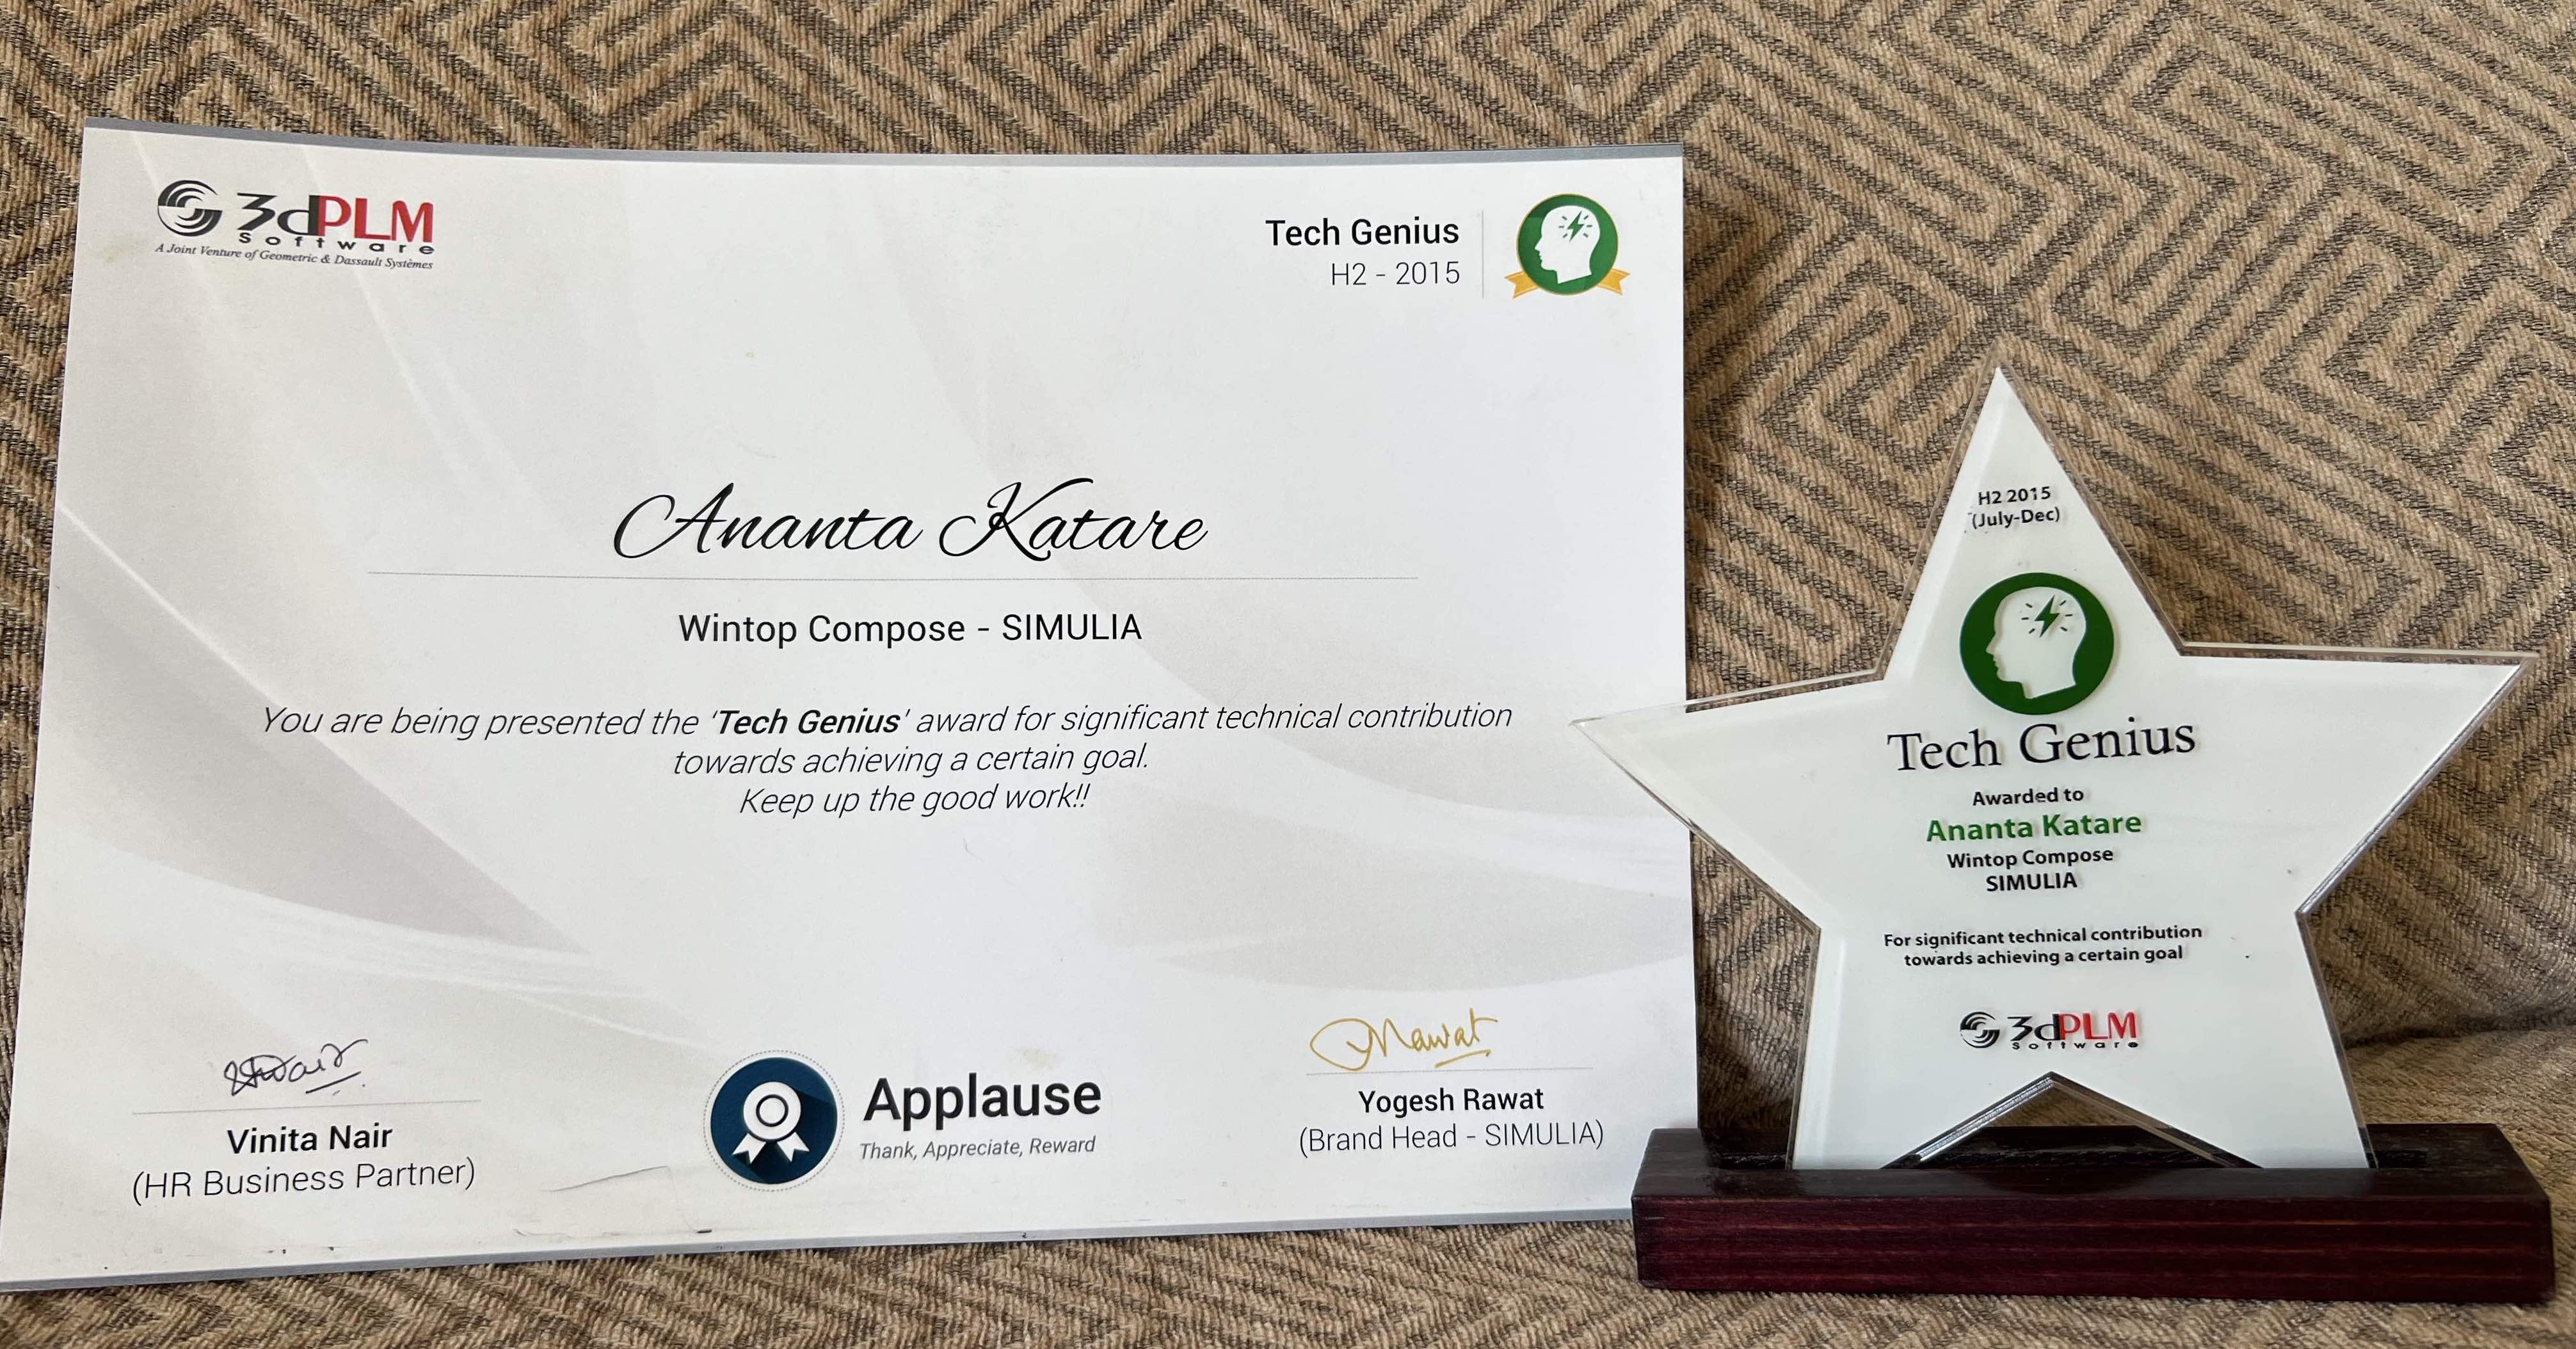 3dPLM
Software
A Joint Venture of Geometric & Dassault Systèmes
Tech Genius
H2 - 2015
Ananta Katare
Wintop Compose - SIMULIA
You are being presented the 'Tech Genius' award for significant technical contribution
towards achieving a certain goal.
Keep up the good work!!
Vinita Nair
(HR Business Partner)
Applause
Thank, Appreciate, Reward
Rawat
Yogesh Rawat
(Brand Head - SIMULIA)
H2 2015
(July-Dec)
Tech Genius
Awarded to
Ananta Katare
Wintop Compose
SIMULIA
For significant technical contribution
towards achieving a certain goal
3dPLM
Software